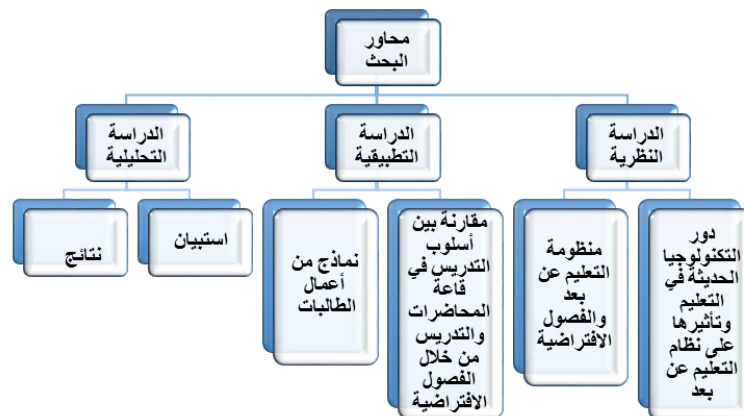 محاور
البحث
الدراسة
النظرية
الدراسة
التطبيقية
الدراسة
التحليلية
دور
التكنولوجيا
الحديثة في
التعليم
وتأثيرها
على نظام
التعليم عن
بعد
منظومة
التعليم عن
بعد
والفصول
الافتراضية
مقارنة بين
أسلوب
التدريس في
قاعة
المحاضرات
والتدريس
من خلال
الفصول
الافتراضية
نماذج من
أعمال
الطالبات
استبيان
نتائج